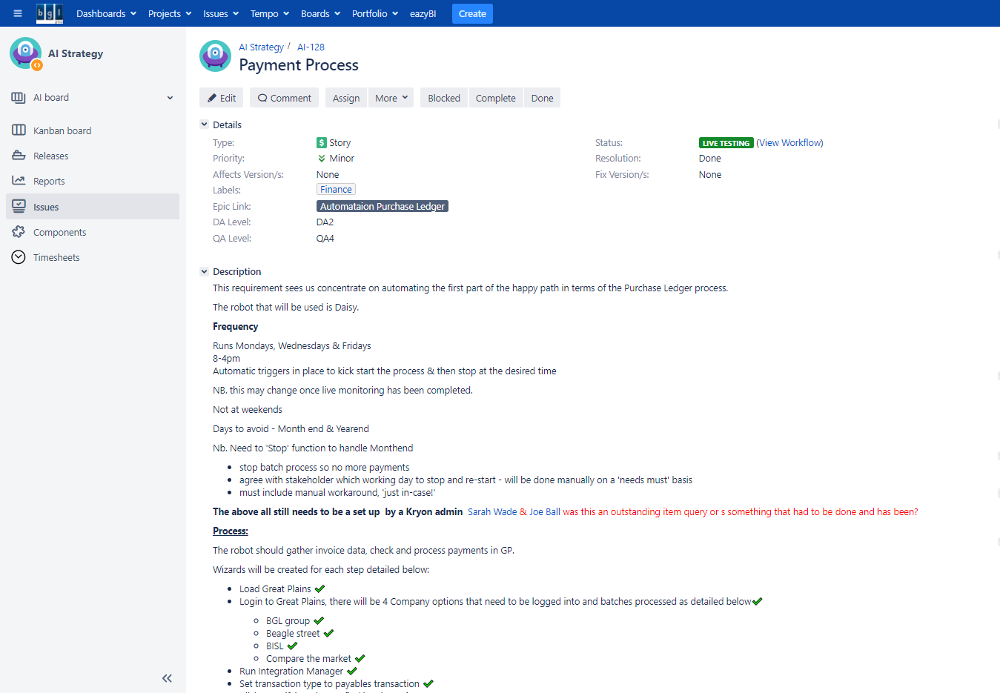 bgl
Dashboards Projects Issues Tempo Boards Portfolio eazyBI Create
AI Strategy
AI board
Kanban board
Releases
Reports
Issues
Components
Timesheets
AI Strategy / AI-128
Payment Process
Edit Comment Assign More Blocked Complete Done
Details
Type: Story
Priority: Minor
Affects Version/s: None
Labels: Finance
Epic Link: Automataion Purchase Ledger
DA Level: DA2
QA Level: QA4
Status: LIVE TESTING (View Workflow)
Resolution: Done
Fix Version/s: None
Description
This requirement sees us concentrate on automating the first part of the happy path in terms of the Purchase Ledger process.
The robot that will be used is Daisy.
Frequency
Runs Mondays, Wednesdays & Fridays
8-4pm
Automatic triggers in place to kick start the process & then stop at the desired time
NB. this may change once live monitoring has been completed.
Not at weekends
Days to avoid - Month end & Yearend
Nb. Need to 'Stop' function to handle Monthend
• stop batch process so no more payments
• agree with stakeholder which working day to stop and re-start - will be done manually on a 'needs must' basis
• must include manual workaround, 'just in-case!'
The above all still needs to be a set up by a Kryon admin Sarah Wade & Joe Ball was this an outstanding item query or s something that had to be done and has been?
Process:
The robot should gather invoice data, check and process payments in GP.
Wizards will be created for each step detailed below:
• Load Great Plains ✔
• Login to Great Plains, there will be 4 Company options that need to be logged into and batches processed as detailed below ✔
○ BGL group ✔
○ Beagle street ✔
○ BISL ✔
○ Compare the market ✔
• Run Integration Manager ✔
• Set transaction type to payables transaction ✔